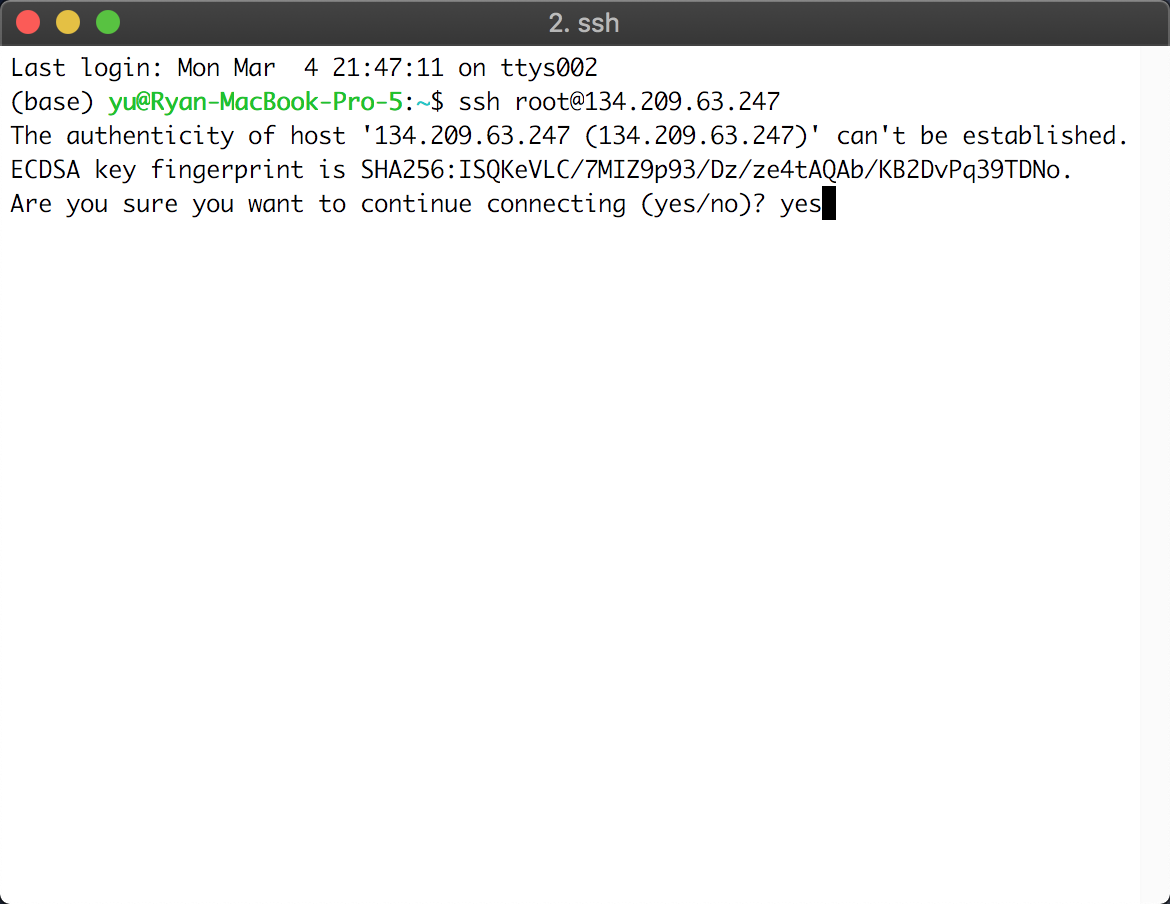 2. ssh
Last login: Mon Mar  4 21:47:11 on ttys002
(base) yu@Ryan-MacBook-Pro-5:~$ ssh root@134.209.63.247
The authenticity of host '134.209.63.247 (134.209.63.247)' can't be established.
ECDSA key fingerprint is SHA256:ISQKeVLC/7MIZ9p93/Dz/ze4tAQAb/KB2DvPq39TDNo.
Are you sure you want to continue connecting (yes/no)? yes